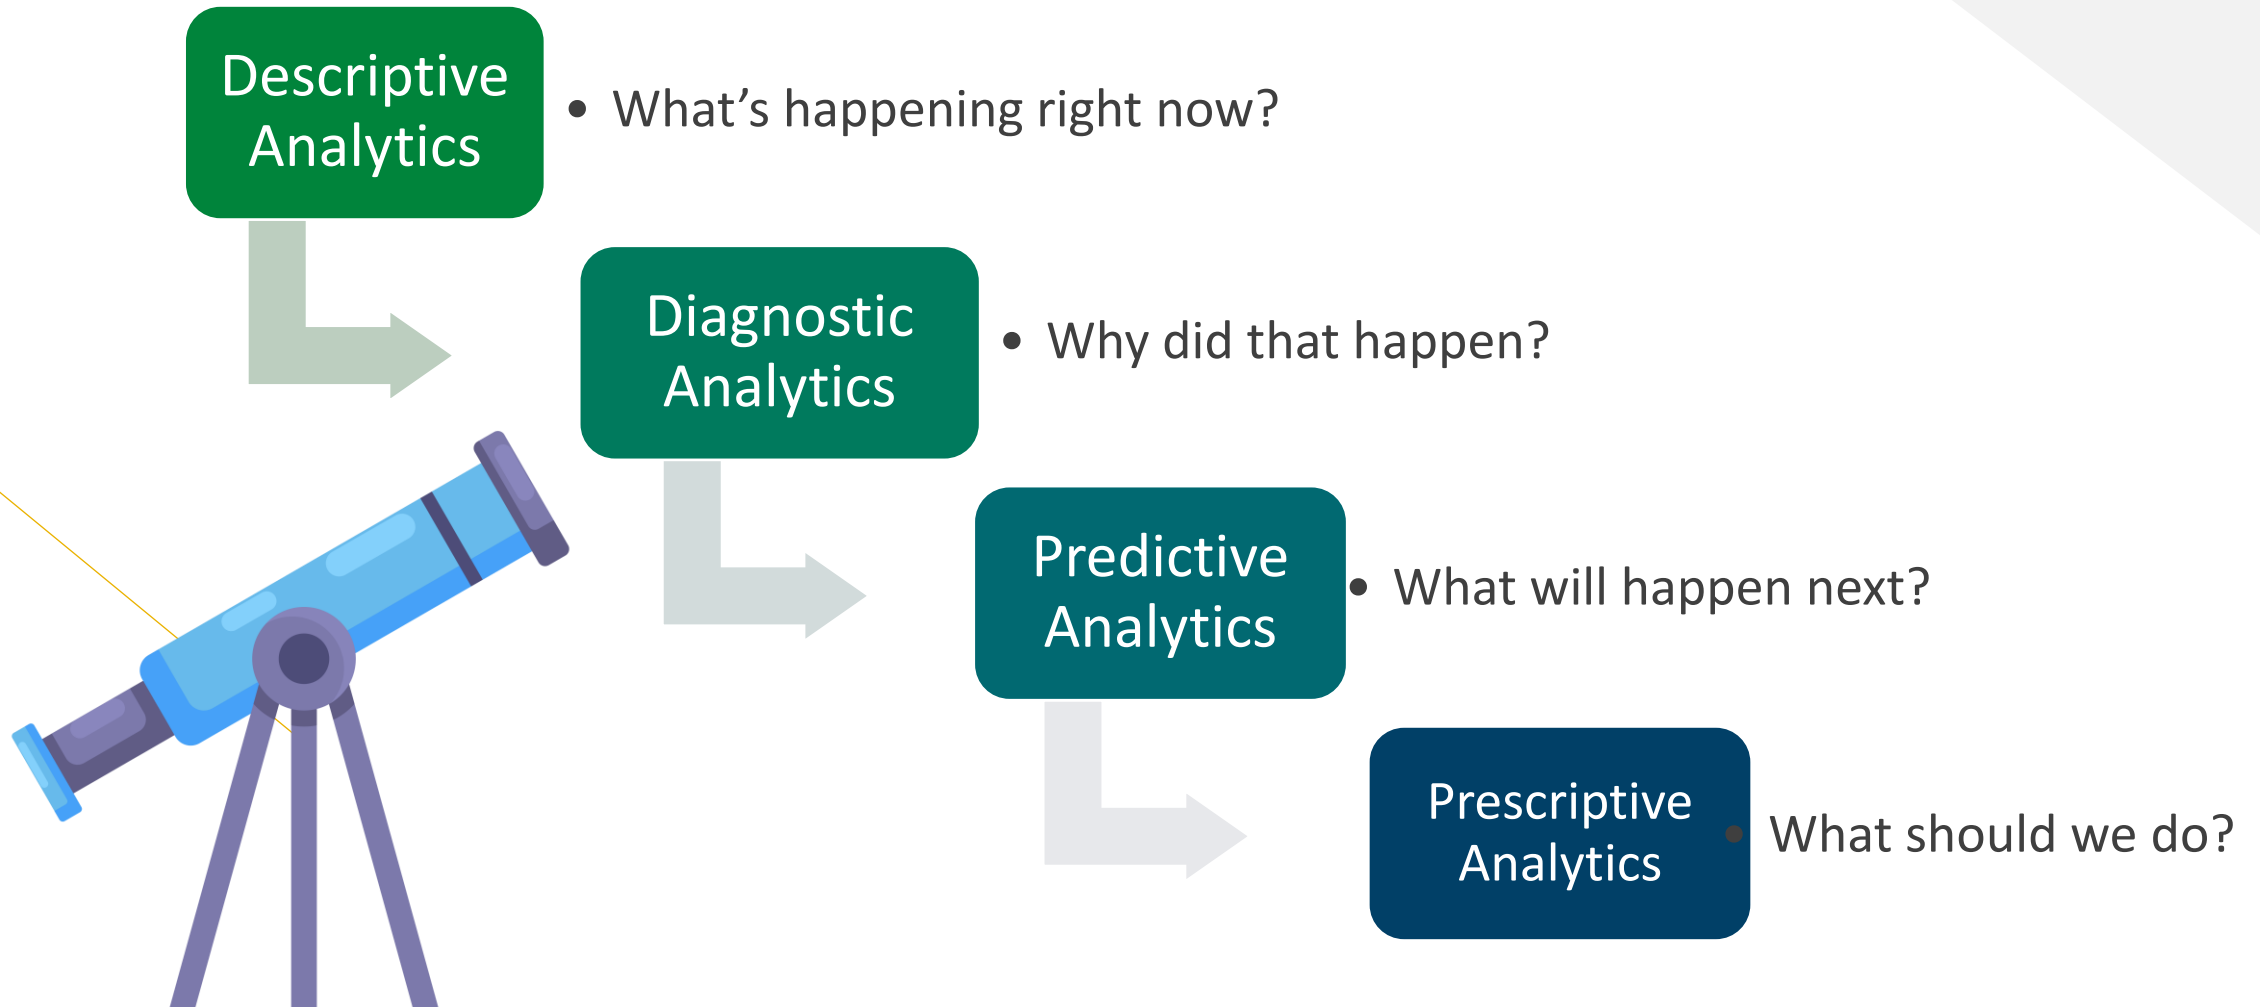 Descriptive
Analytics
• What’s happening right now?
Diagnostic
Analytics
• Why did that happen?
Predictive
Analytics
• What will happen next?
Prescriptive
Analytics
• What should we do?